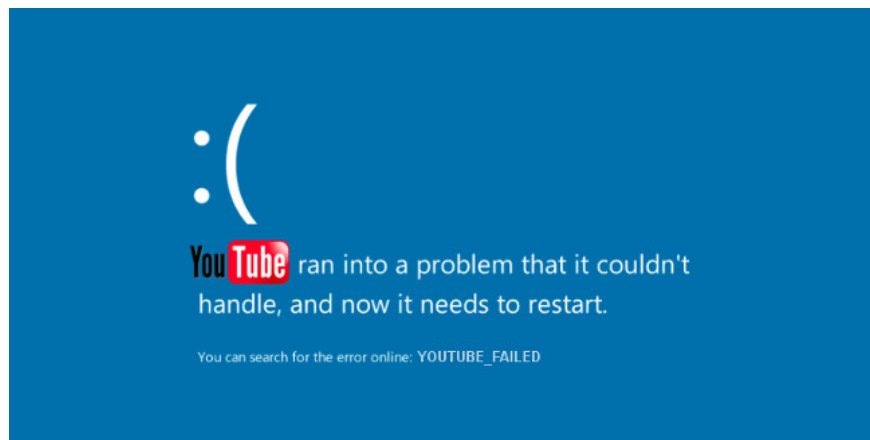 :(
YouTube ran into a problem that it couldn't
handle, and now it needs to restart.
You can search for the error online: YOUTUBE_FAILED